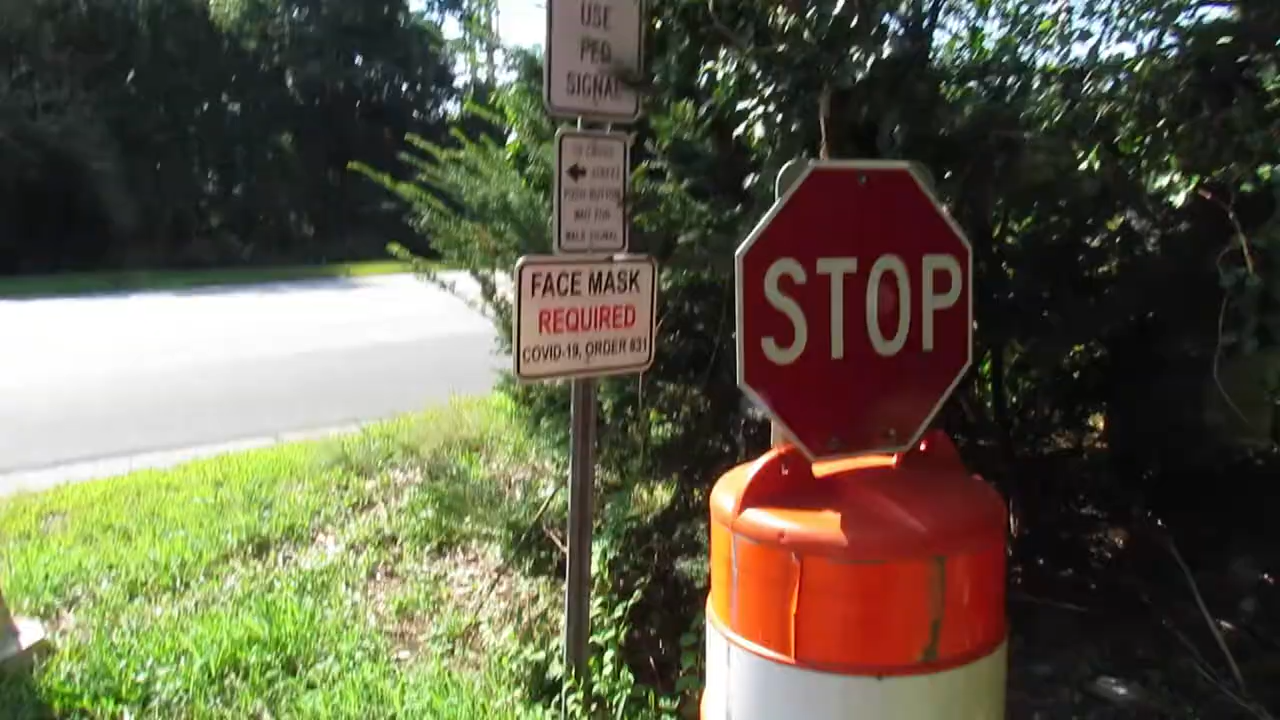 USE
PED
SIGNAL
TO CROSS
STREET
PUSH BUTTON
WAIT FOR
WALK SIGNAL
FACE MASK
REQUIRED
COVID-19, ORDER #31
STOP